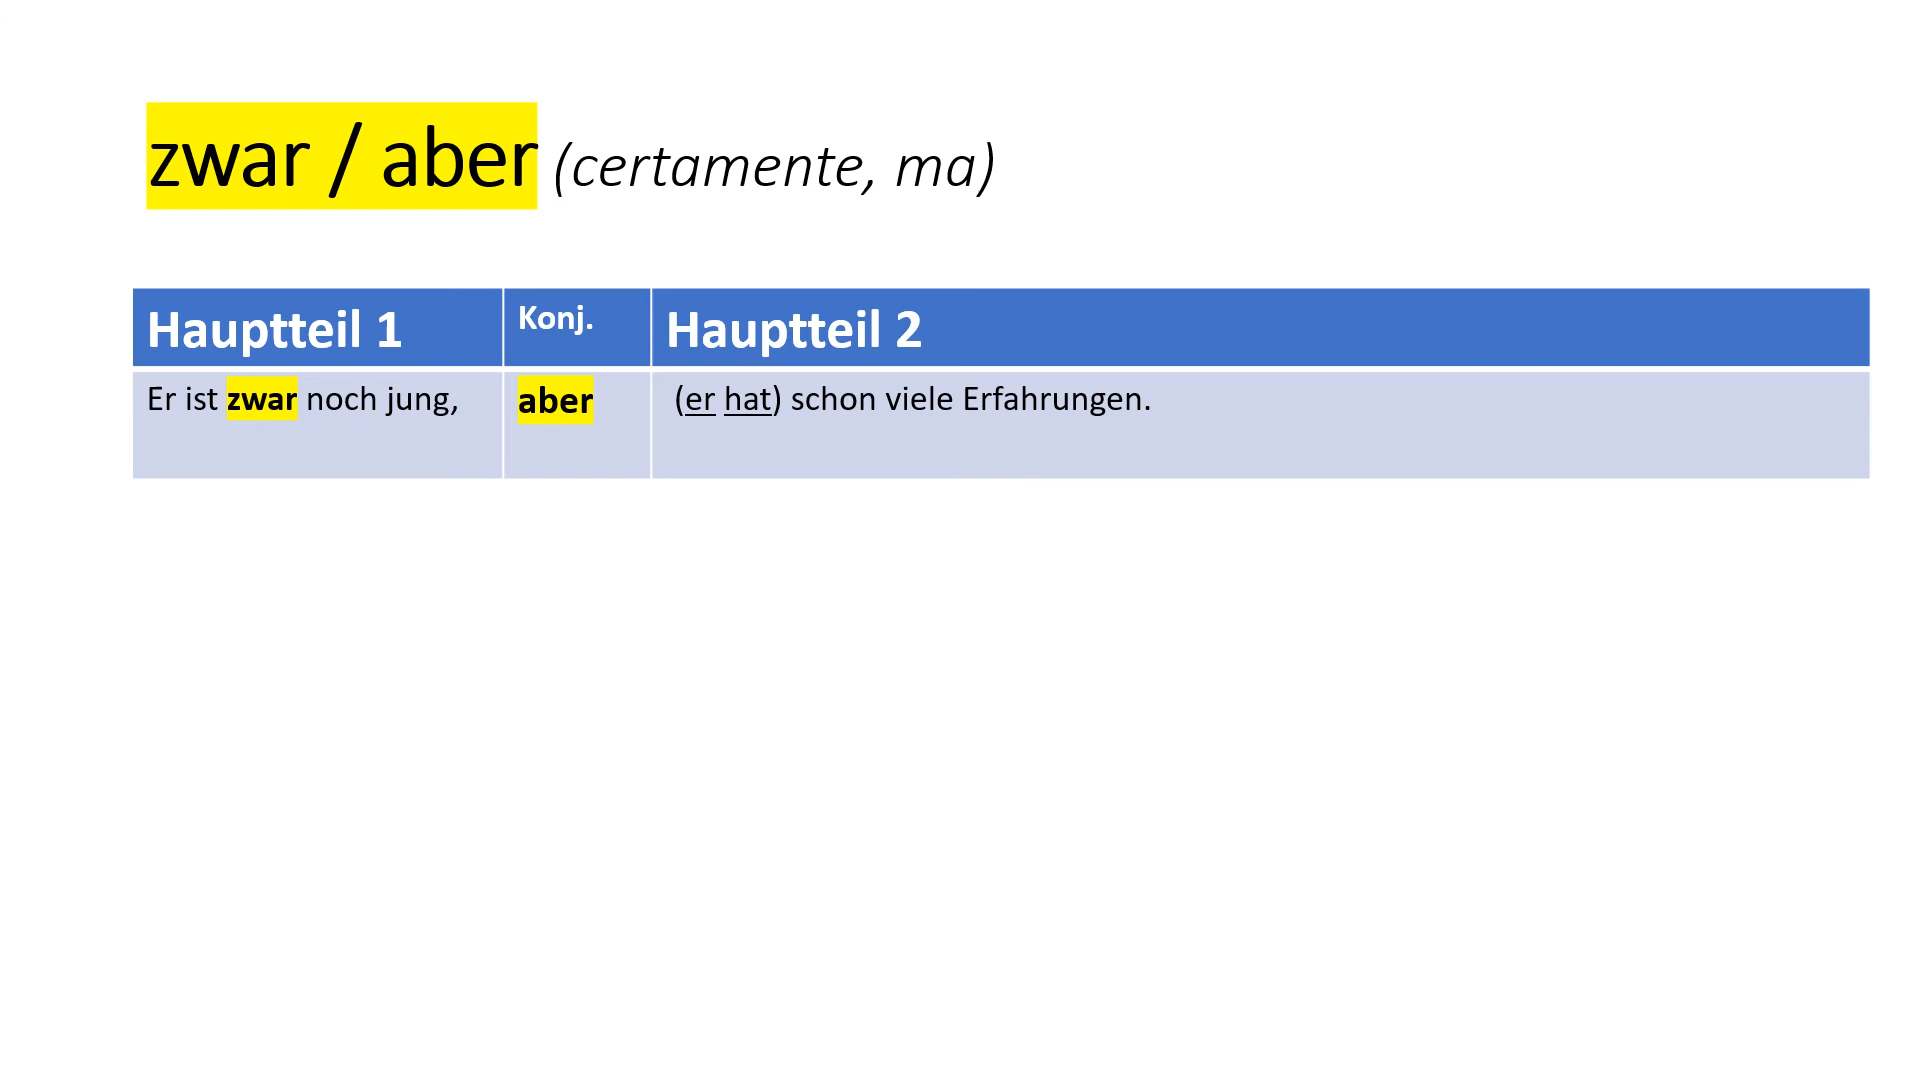 zwar / aber (certamente, ma)
Hauptteil 1 Konj. Hauptteil 2
Er ist zwar noch jung, aber (er hat) schon viele Erfahrungen.